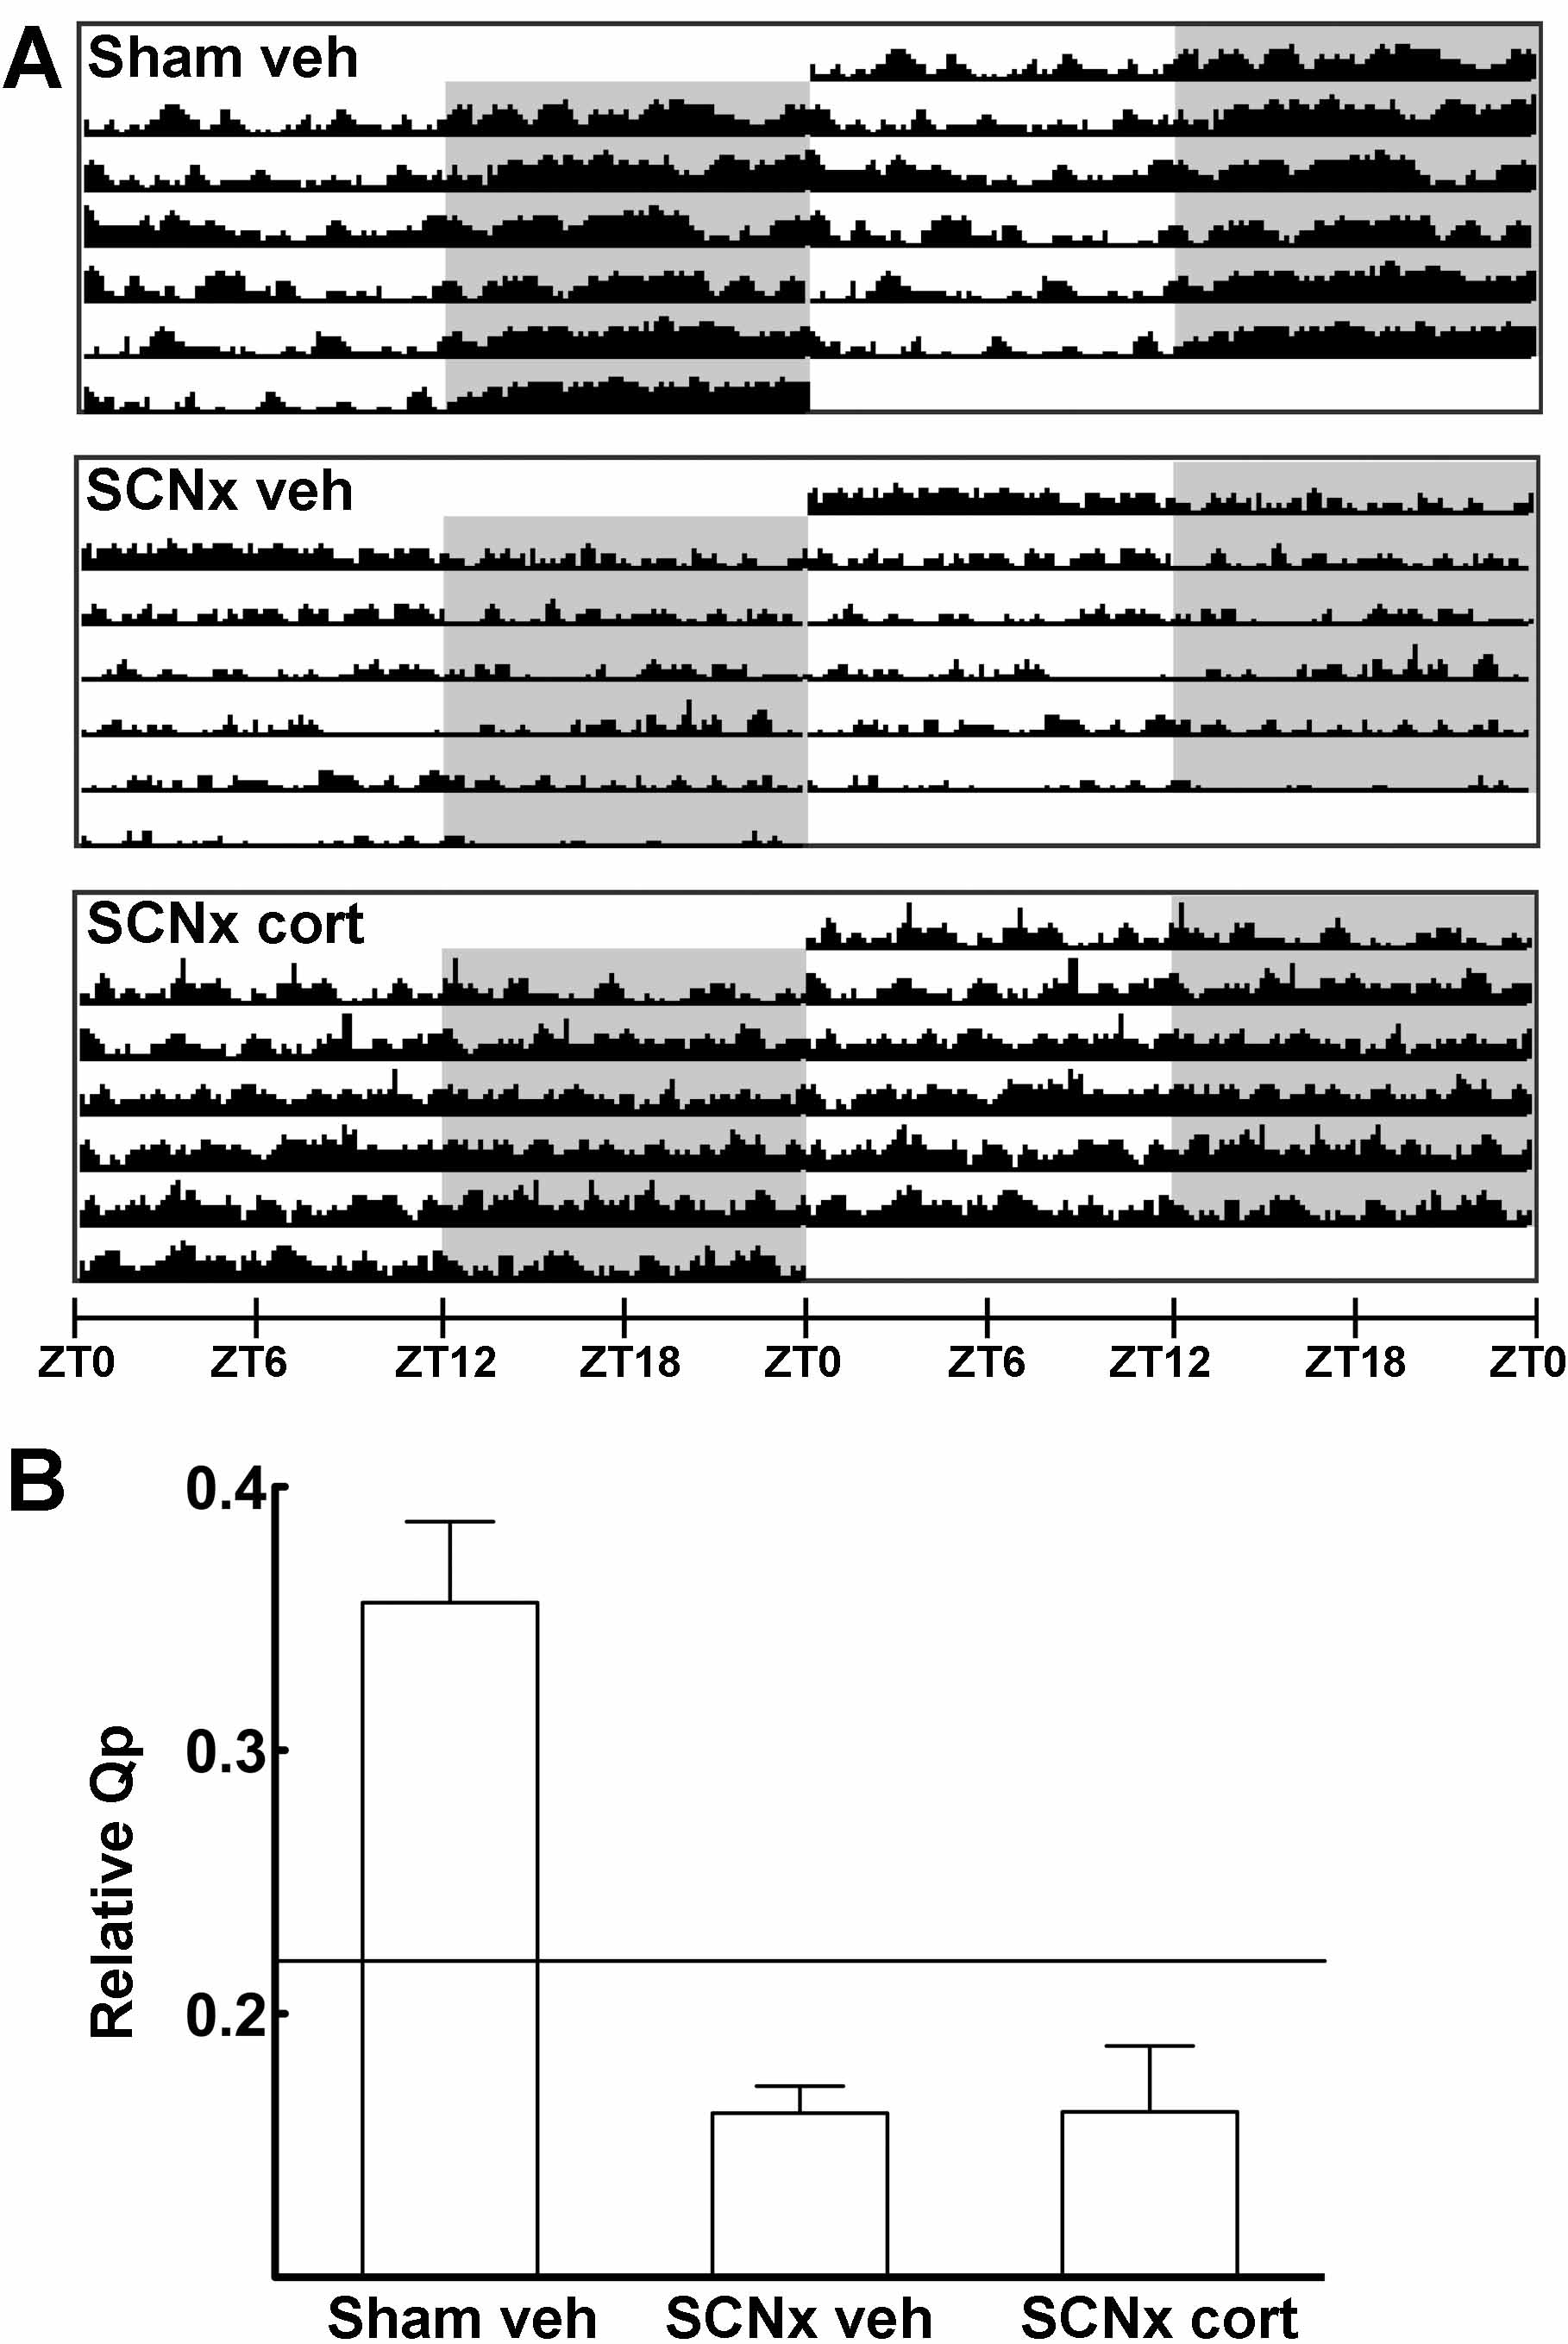 A
Sham veh
SCNx veh
SCNx cort
ZT0 ZT6 ZT12 ZT18 ZT0 ZT6 ZT12 ZT18 ZT0
B
0.4
0.3
0.2
Relative Qp
Sham veh SCNx veh SCNx cort